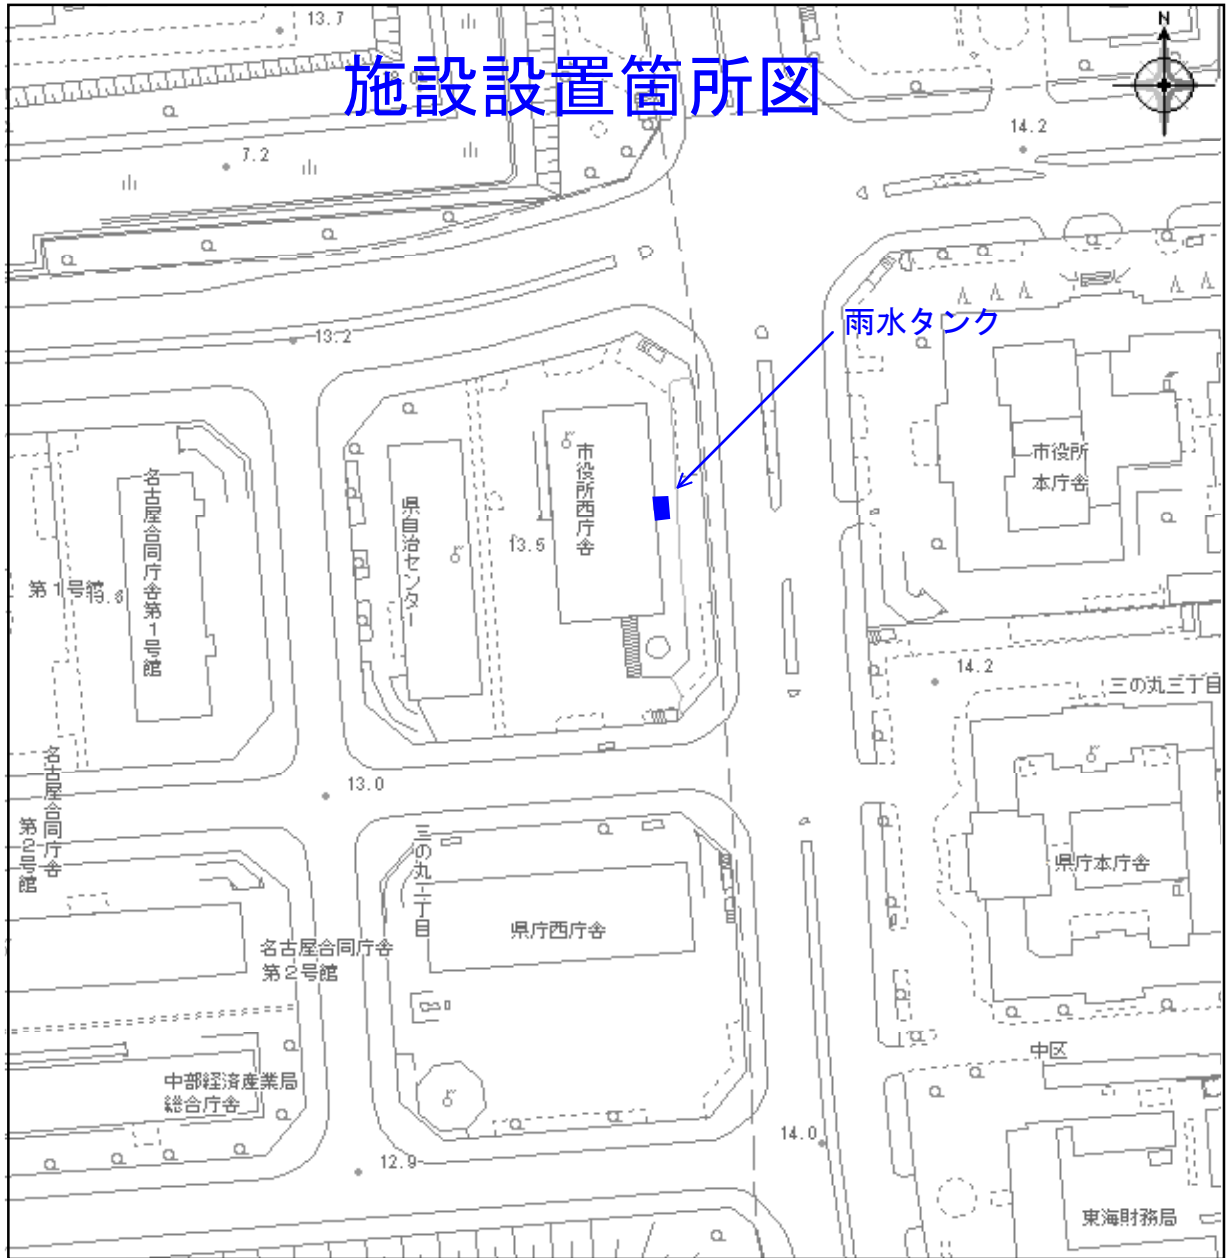 13.7
N
施設設置箇所図
14.2
7.2
雨水タンク
13.2
市役所
本庁舎
市役所西庁舎
名古屋合同庁舎第1号館
県自治センター
13.5
第1号館
14.2
三の丸三丁目
名古屋合同庁舎
第2号館
13.0
三の丸二丁目
県庁本庁舎
県庁西庁舎
名古屋合同庁舎
第2号館
中区
中部経済産業局
総合庁舎
14.0
12.9
東海財務局